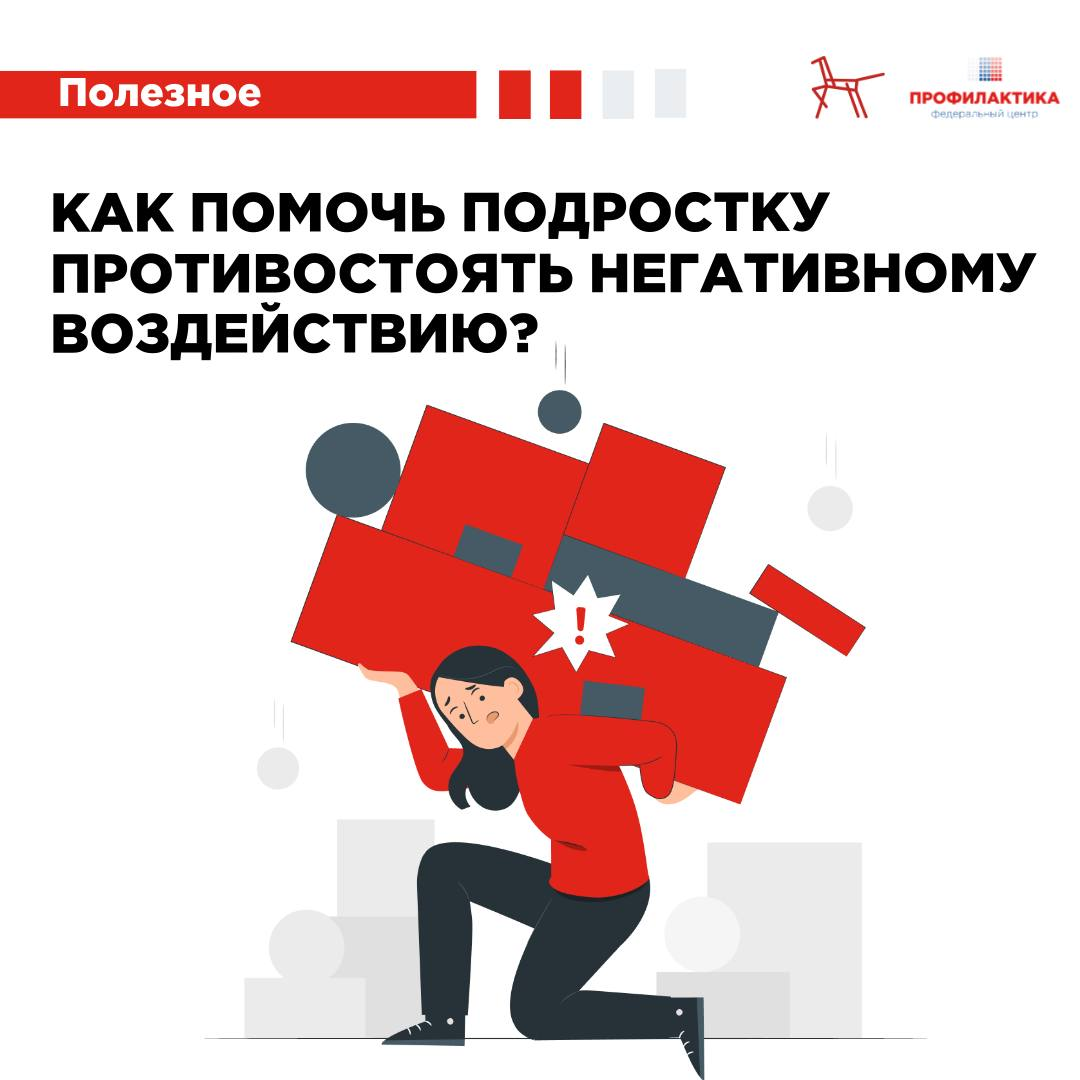 Полезное
ПРОФИЛАКТИКА
федеральный центр
КАК ПОМОЧЬ ПОДРОСТКУ
ПРОТИВОСТОЯТЬ НЕГАТИВНОМУ
ВОЗДЕЙСТВИЮ?
!